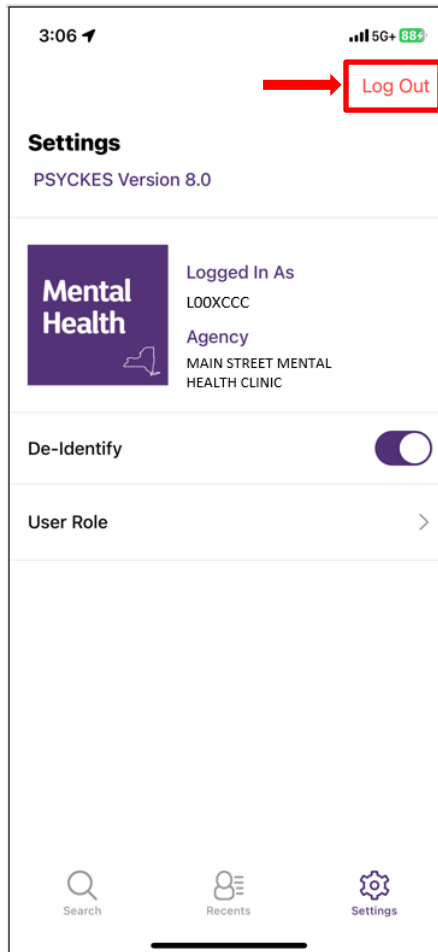 3:06
5G+ 88
Log Out
Settings
PSYCKES Version 8.0
Mental
Health
Logged In As
L00XCCC
Agency
MAIN STREET MENTAL
HEALTH CLINIC
De-Identify
User Role
Search
Recents
Settings